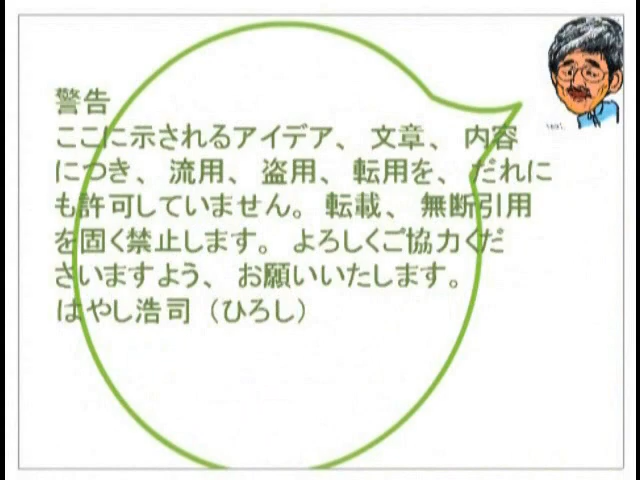 警告
ここに示されるアイデア、文章、内容
につき、流用、盗用、転用を、だれに
も許可していません。転載、無断引用
を固く禁止します。よろしくご協力くだ
さいますよう、お願いいたします。
はやし浩司（ひろし）